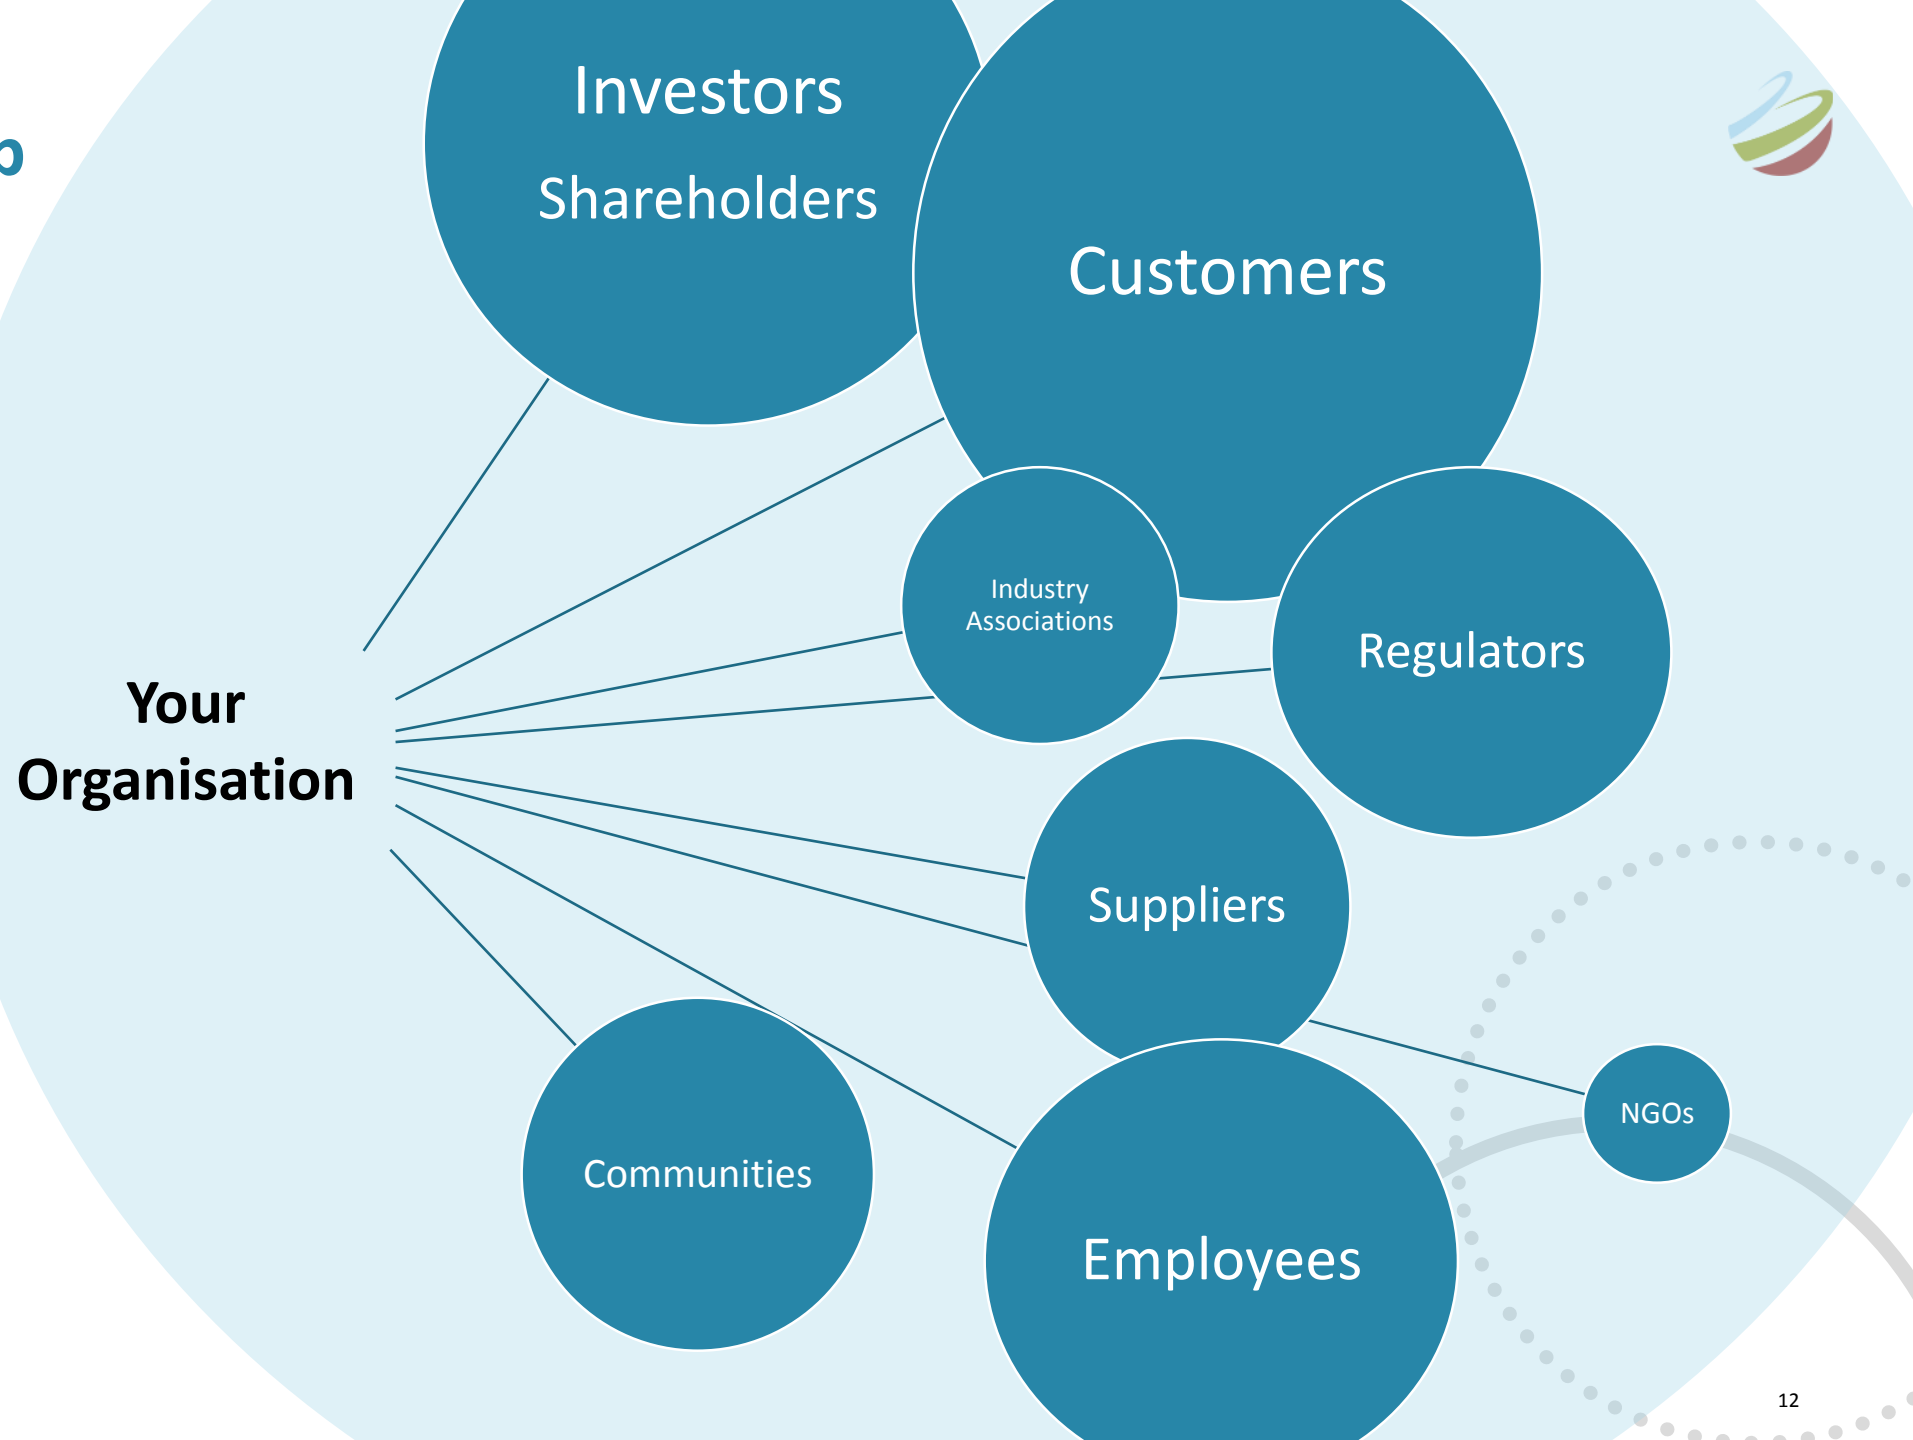 p
Investors
Shareholders
Customers
Industry
Associations
Regulators
Your
Organisation
Suppliers
NGOs
Communities
Employees
12